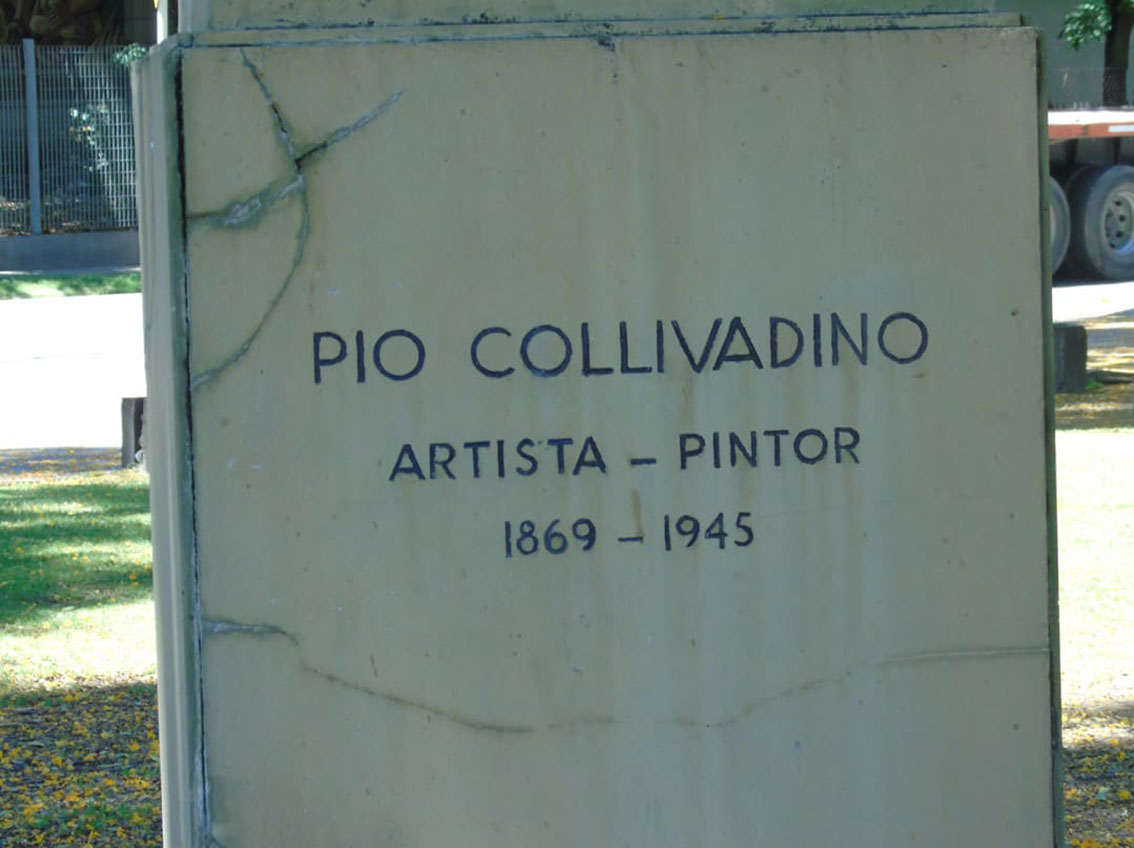 PIO COLLIVADINO
ARTISTA – PINTOR
1869 – 1945